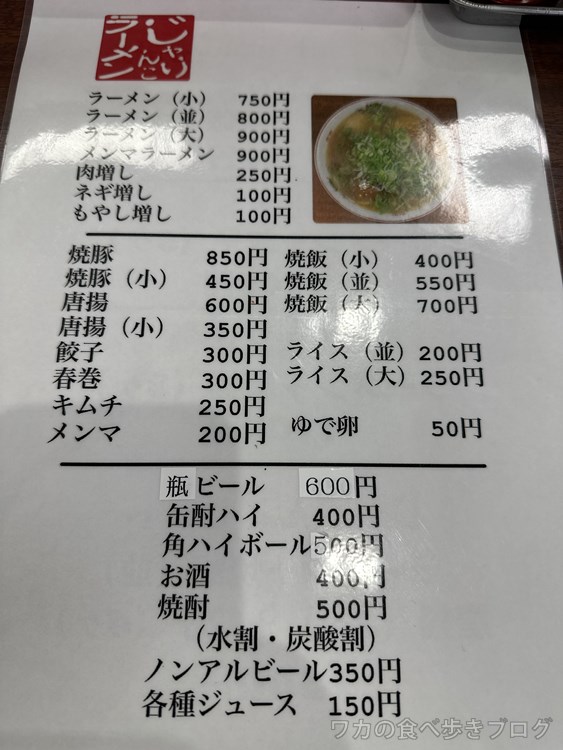 ラーメン じゃりんこ
ラーメン（小） 750円
ラーメン（並） 800円
ラーメン（大） 900円
メンマラーメン 900円
肉増し 250円
ネギ増し 100円
もやし増し 100円
焼豚 850円
焼豚（小） 450円
唐揚 600円
唐揚（小） 350円
餃子 300円
春巻 300円
キムチ 250円
メンマ 200円
焼飯（小） 400円
焼飯（並） 550円
焼飯（大） 700円
ライス（並） 200円
ライス（大） 250円
ゆで卵 50円
瓶ビール 600円
缶酎ハイ 400円
角ハイボール500円
お酒 400円
焼酎 500円
（水割・炭酸割）
ノンアルビール350円
各種ジュース 150円
ワカの食べ歩きブログ